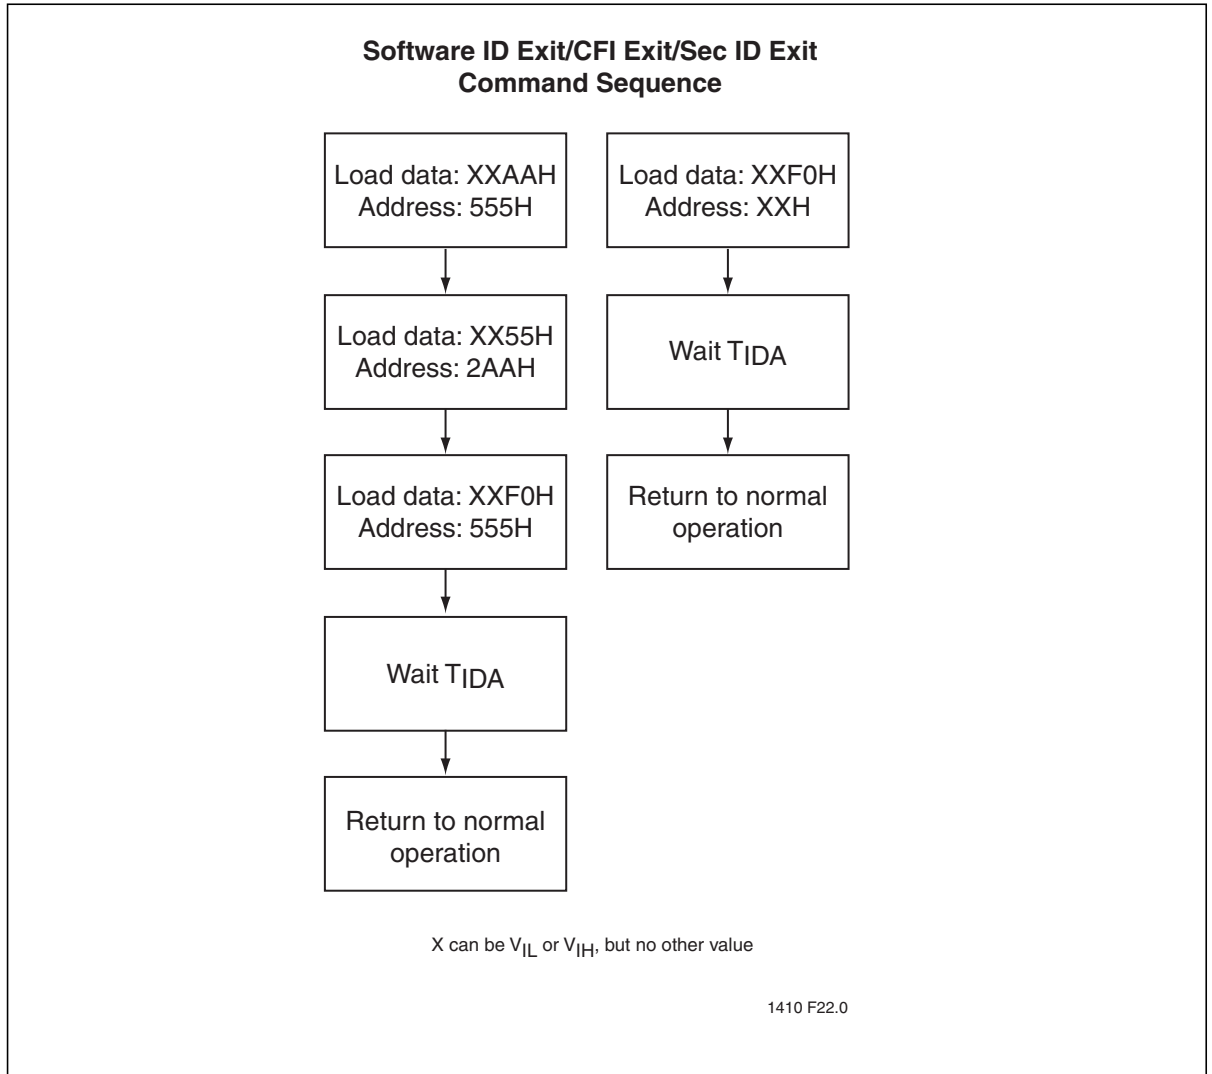 Software ID Exit/CFI Exit/Sec ID Exit
Command Sequence
Load data: XXAAH
Address: 555H
Load data: XX55H
Address: 2AAH
Load data: XXF0H
Address: 555H
Wait TIDA
Return to normal
operation
Load data: XXF0H
Address: XXH
Wait TIDA
Return to normal
operation
X can be VIL or VIH, but no other value
1410 F22.0